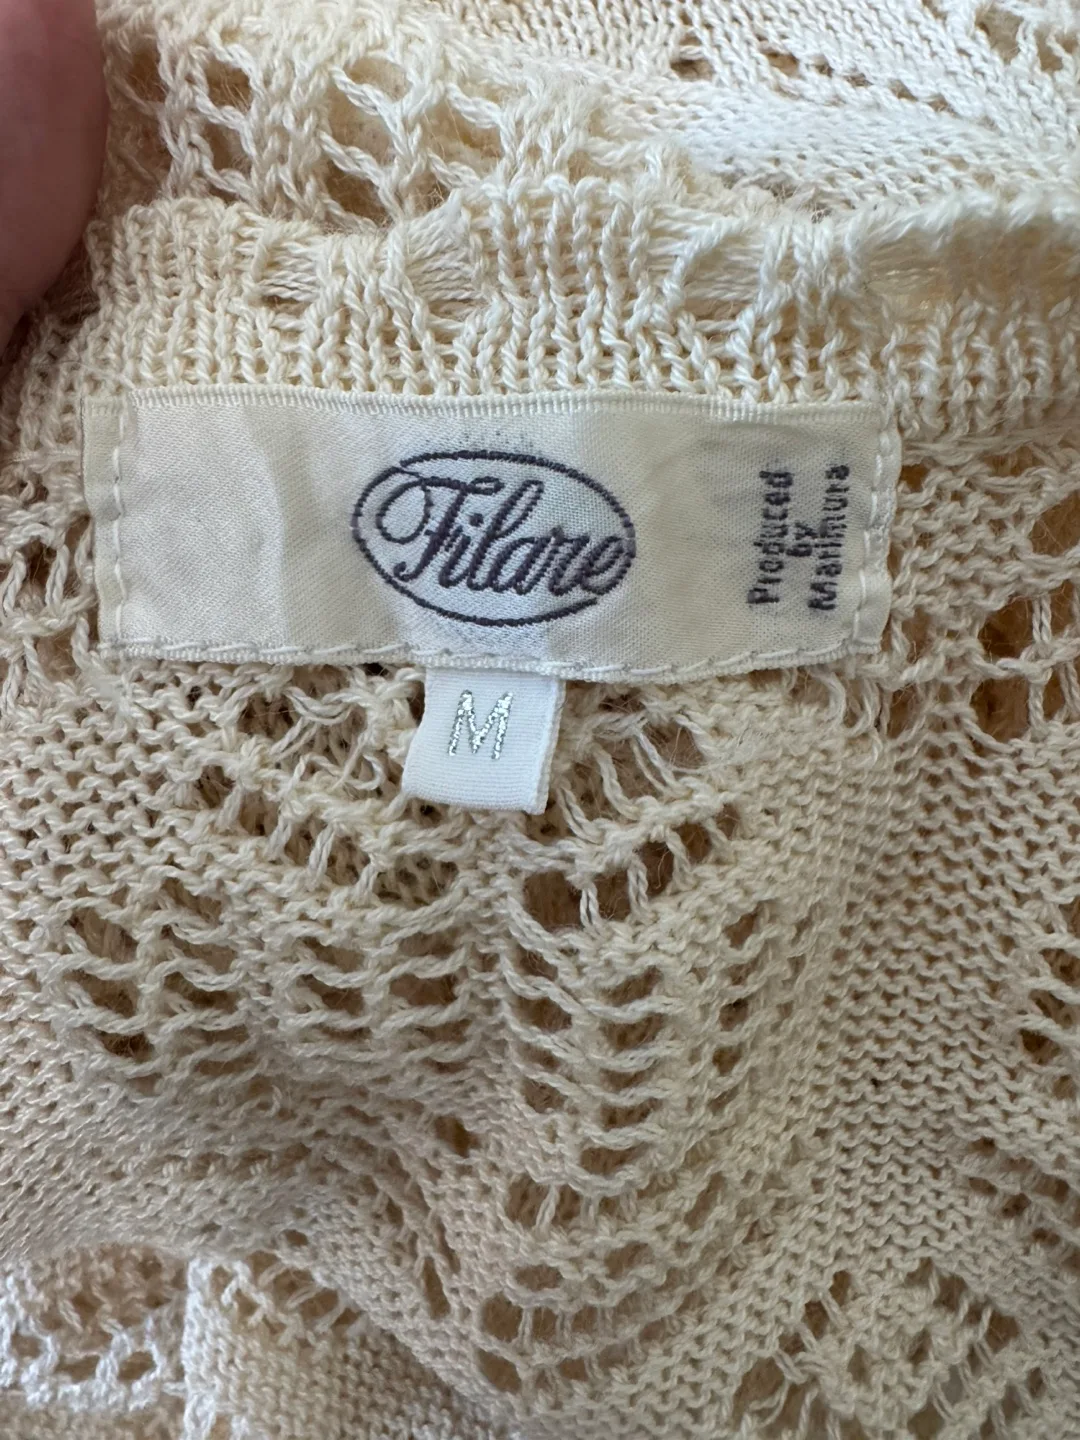 Filare
Produced
by
Marimura
M